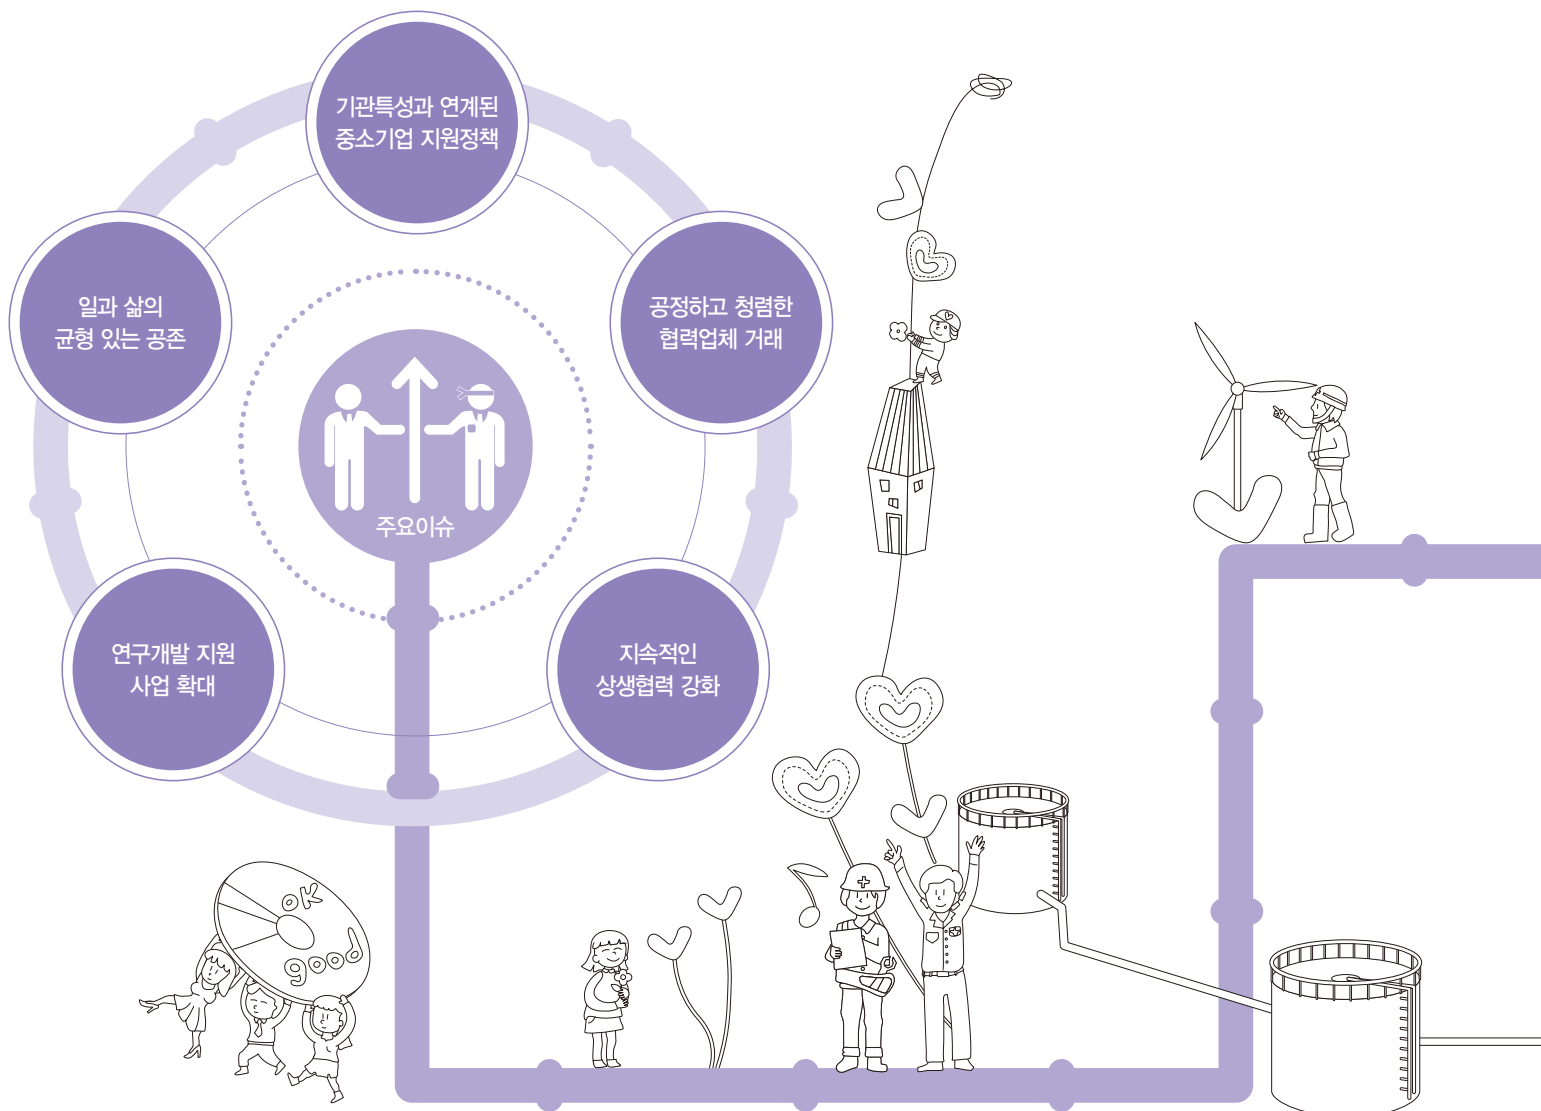 기관특성과 연계된
중소기업 지원정책
일과 삶의
균형 있는 공존
공정하고 청렴한
협력업체 거래
주요이슈
연구개발 지원
사업 확대
지속적인
상생협력 강화
OK
good